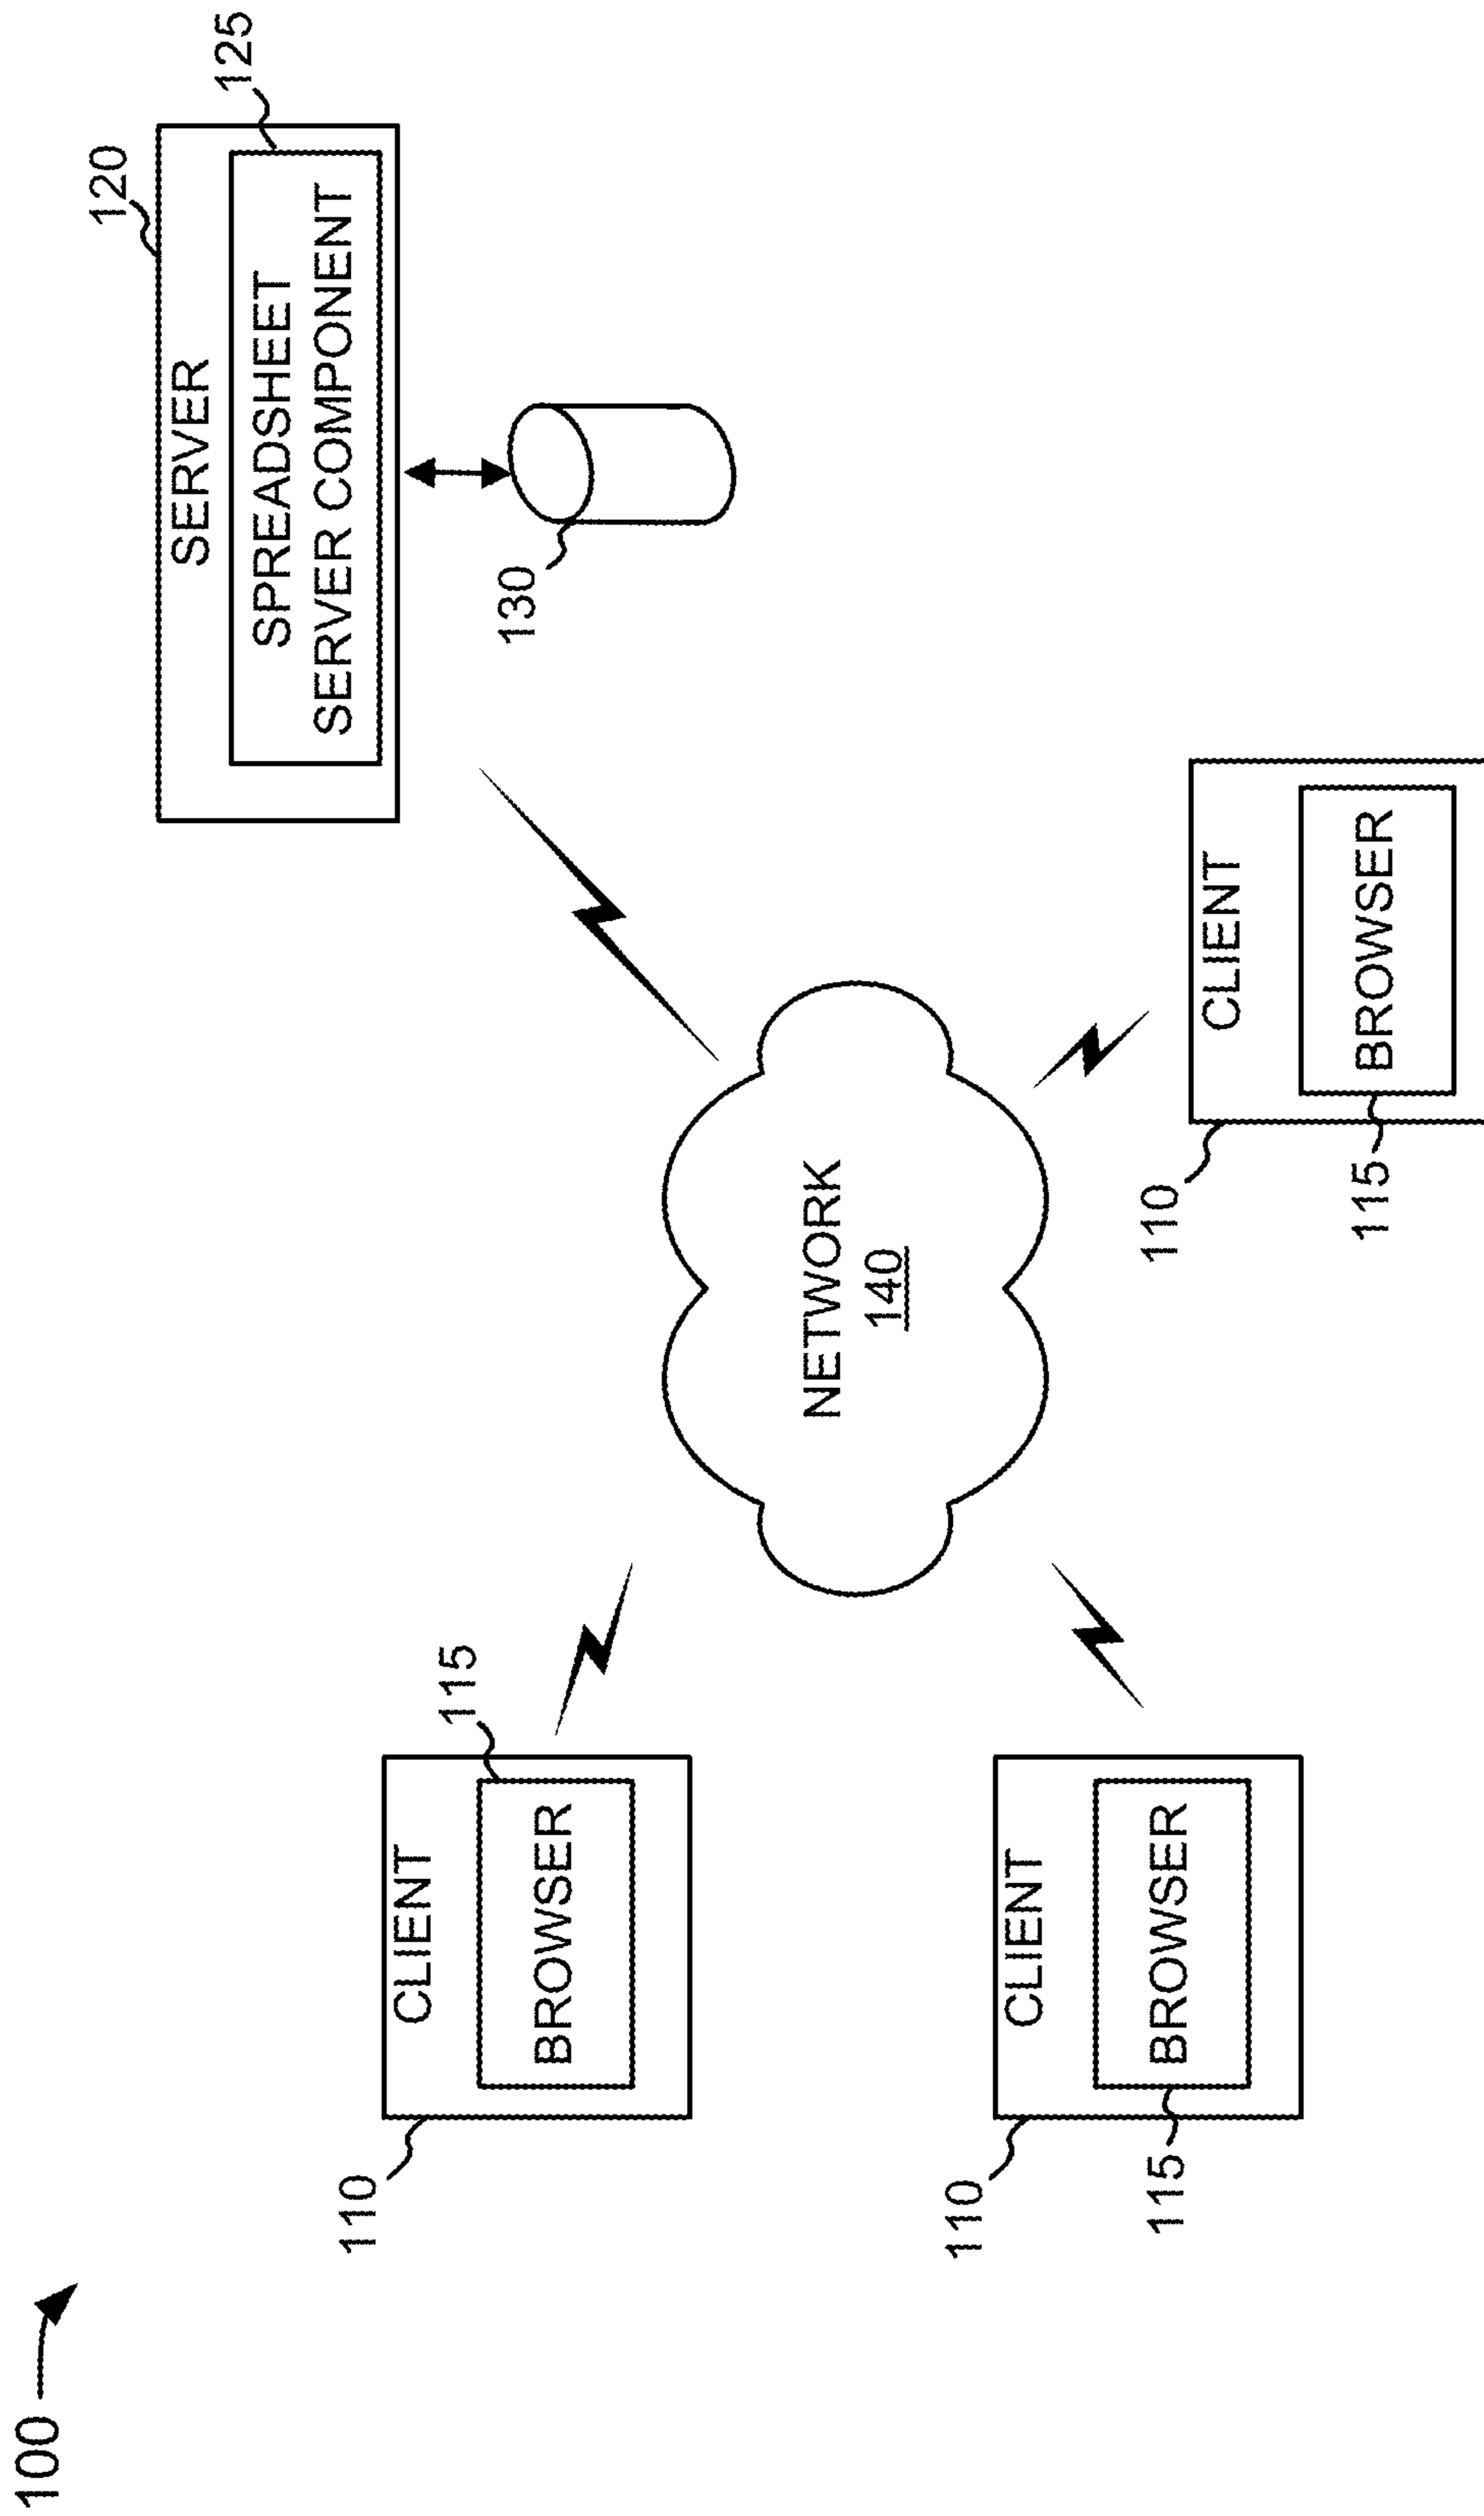 100
120
SERVER
125
SPREADSHEET
SERVER COMPONENT
110
CLIENT
115
BROWSER
130
NETWORK
140
110
CLIENT
115
BROWSER
110
CLIENT
115
BROWSER